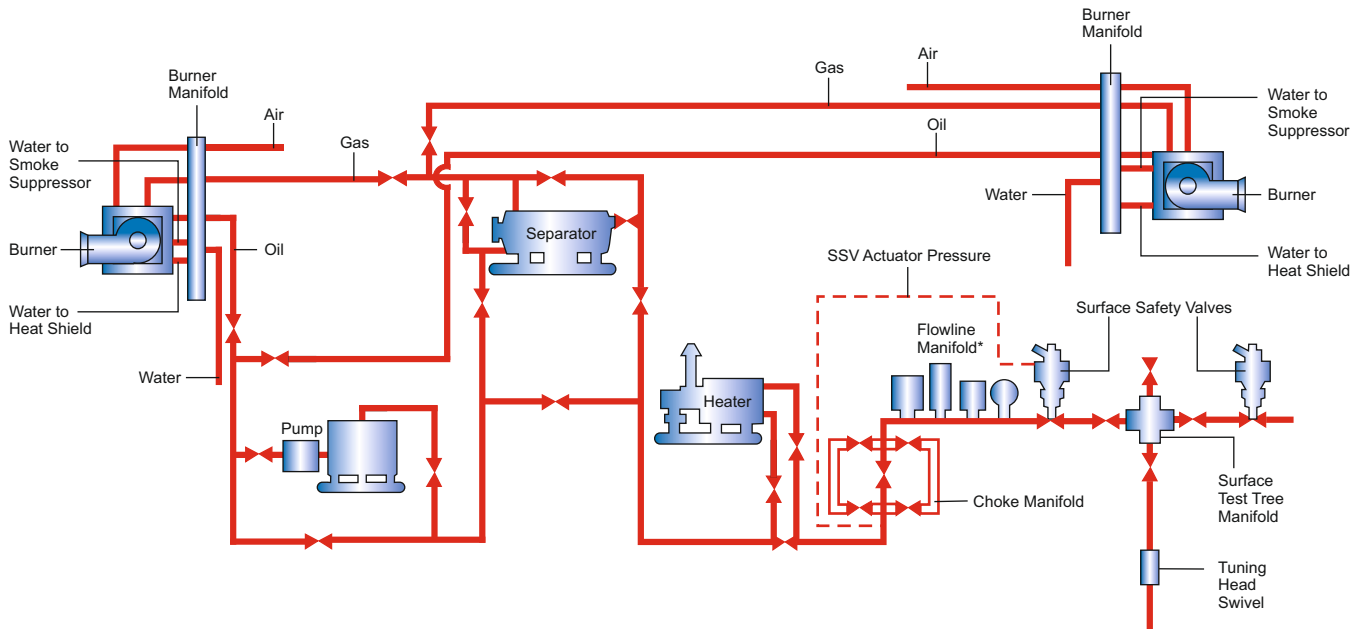 Burner
Manifold
Air
Gas
Water to
Smoke
Suppressor
Burner
Manifold
Air
Gas
Oil
Water to
Smoke
Suppressor
Water
Burner
Separator
Burner
Oil
Water to
Heat Shield
SSV Actuator Pressure
Water to
Heat Shield
Surface Safety Valves
Flowline
Manifold*
Water
Heater
Pump
Choke Manifold
Surface
Test Tree
Manifold
Tuning
Head
Swivel